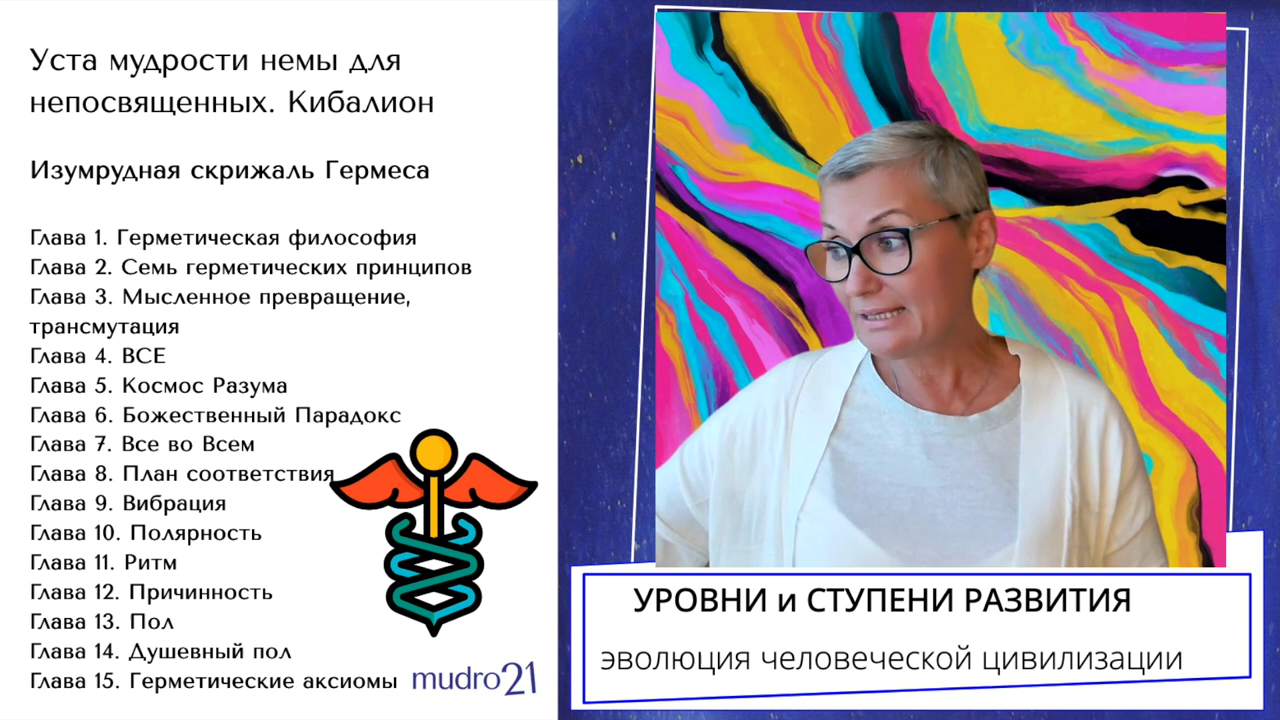 Уста мудрости немы для
непосвященных. Кибалион
Изумрудная скрижаль Гермеса
Глава 1. Герметическая философия
Глава 2. Семь герметических принципов
Глава 3. Мысленное превращение,
трансмутация
Глава 4. ВСЕ
Глава 5. Космос Разума
Глава 6. Божественный Парадокс
Глава 7. Все во Всем
Глава 8. План соответствия
Глава 9. Вибрация
Глава 10. Полярность
Глава 11. Ритм
Глава 12. Причинность
Глава 13. Пол
Глава 14. Душевный пол
Глава 15. Герметические аксиомы
mudro21
УРОВНИ и СТУПЕНИ РАЗВИТИЯ
эволюция человеческой цивилизации